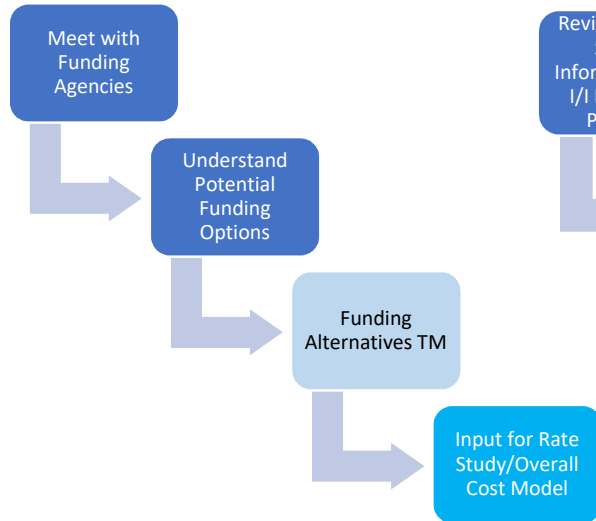 Meet with
Funding
Agencies
Understand
Potential
Funding
Options
Funding
Alternatives TM
Input for Rate
Study/Overall
Cost Model
I/I